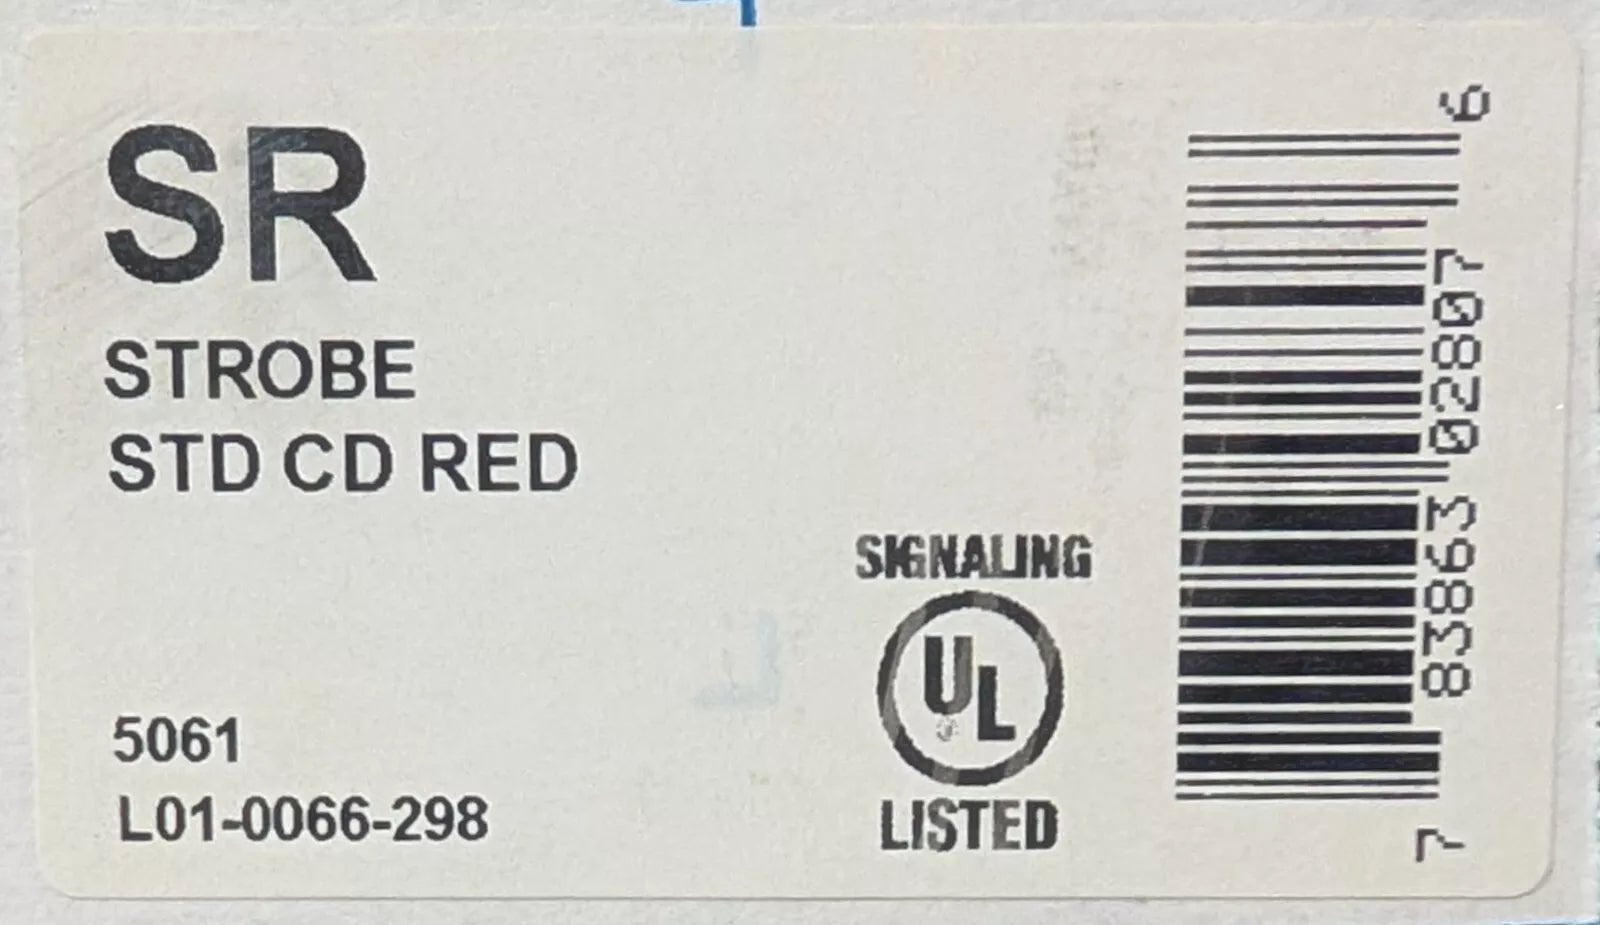 SR
STROBE
STD CD RED
5061
L01-0066-298
SIGNALING
UL
LISTED
7 83863 02807 6